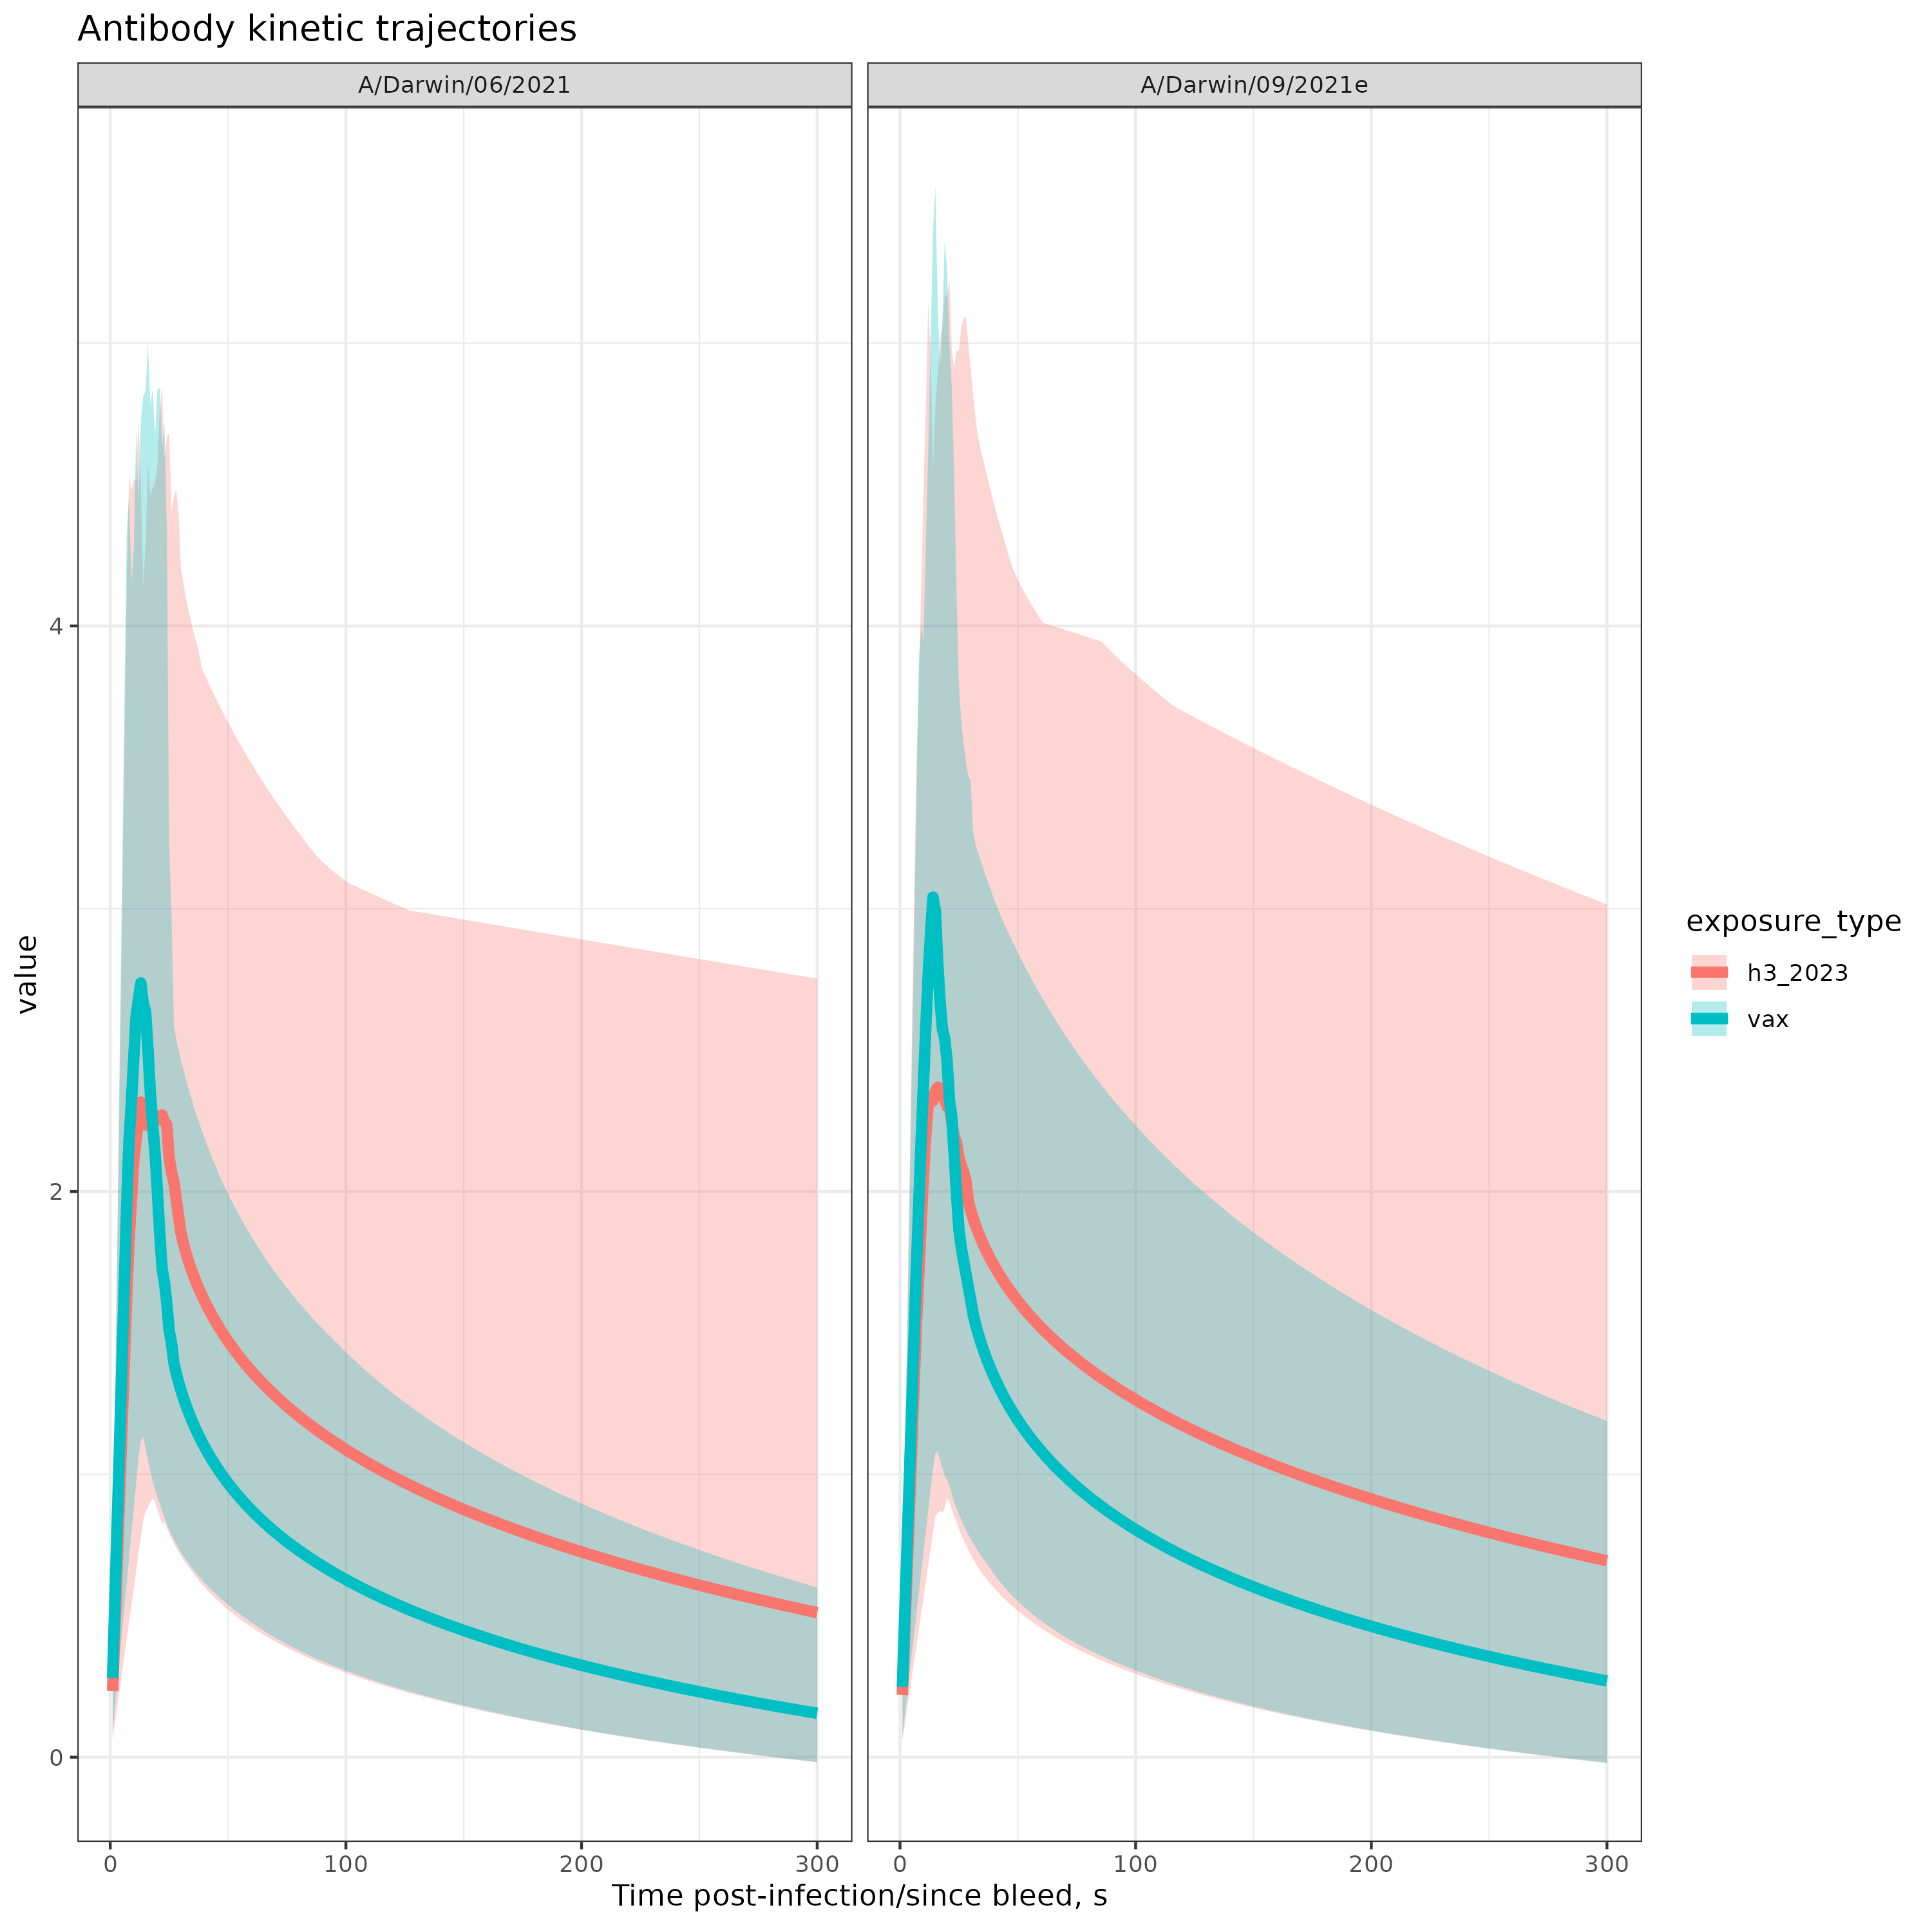 Antibody kinetic trajectories
A/Darwin/06/2021
A/Darwin/09/2021e
value
4
2
0
0
100
200
300
0
100
200
300
Time post-infection/since bleed, s
exposure_type
h3_2023
vax